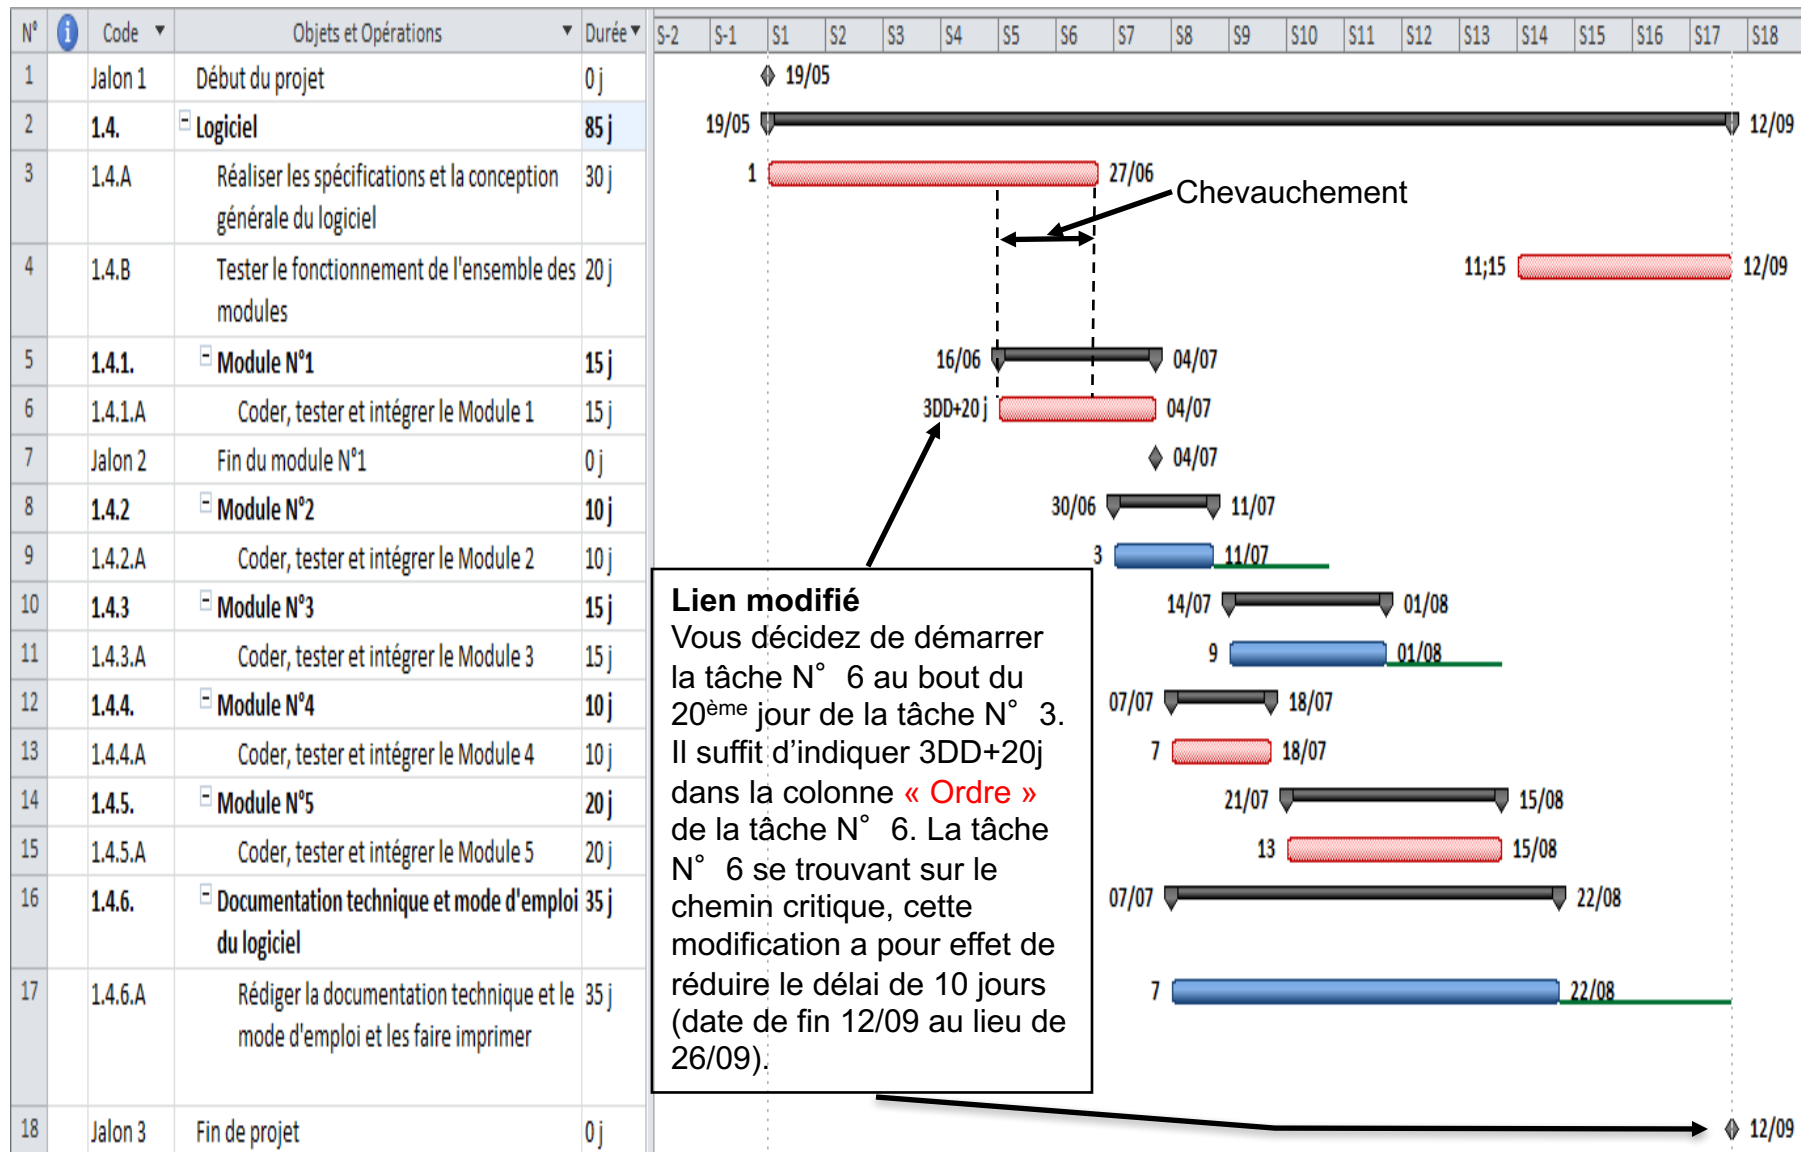 N° Code Objets et Opérations Durée S-2 S-1 S1 S2 S3 S4 S5 S6 S7 S8 S9 S10 S11 S12 S13 S14 S15 S16 S17 S18
1 Jalon 1 Début du projet 0 j 19/05
2 1.4. Logiciel 85 j 19/05 12/09
3 1.4.A Réaliser les spécifications et la conception 30 j 1 27/06
générale du logiciel
Chevauchement
4 1.4.B Tester le fonctionnement de l'ensemble des 20 j 11;15 12/09
modules
5 1.4.1. Module N°1 15 j 16/06 04/07
6 1.4.1.A Coder, tester et intégrer le Module 1 15 j 3DD+20 j 04/07
7 Jalon 2 Fin du module N°1 0 j 04/07
8 1.4.2 Module N°2 10 j 30/06 11/07
9 1.4.2.A Coder, tester et intégrer le Module 2 10 j 3 11/07
10 1.4.3 Module N°3 15 j 14/07 01/08
11 1.4.3.A Coder, tester et intégrer le Module 3 15 j 9 01/08
12 1.4.4. Module N°4 10 j 07/07 18/07
13 1.4.4.A Coder, tester et intégrer le Module 4 10 j 7 18/07
14 1.4.5. Module N°5 20 j 21/07 15/08
15 1.4.5.A Coder, tester et intégrer le Module 5 20 j 13 15/08
16 1.4.6. Documentation technique et mode d'emploi 35 j 07/07 22/08
du logiciel
17 1.4.6.A Rédiger la documentation technique et le 35 j 7 22/08
mode d'emploi et les faire imprimer
18 Jalon 3 Fin de projet 0 j 12/09
Lien modifié
Vous décidez de démarrer
la tâche N° 6 au bout du
20ème jour de la tâche N° 3.
Il suffit d’indiquer 3DD+20j
dans la colonne « Ordre »
de la tâche N° 6. La tâche
N° 6 se trouvant sur le
chemin critique, cette
modification a pour effet de
réduire le délai de 10 jours
(date de fin 12/09 au lieu de
26/09).